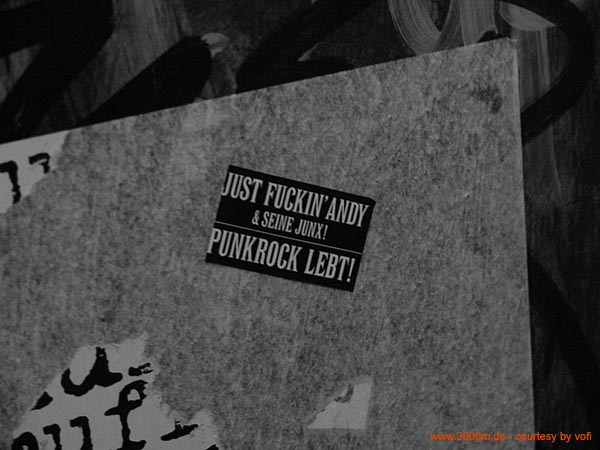 JUST FUCKIN' ANDY
& SEINE JUNX!
PUNKROCK LEBT!
www.2000m.de - courtesy by vofi